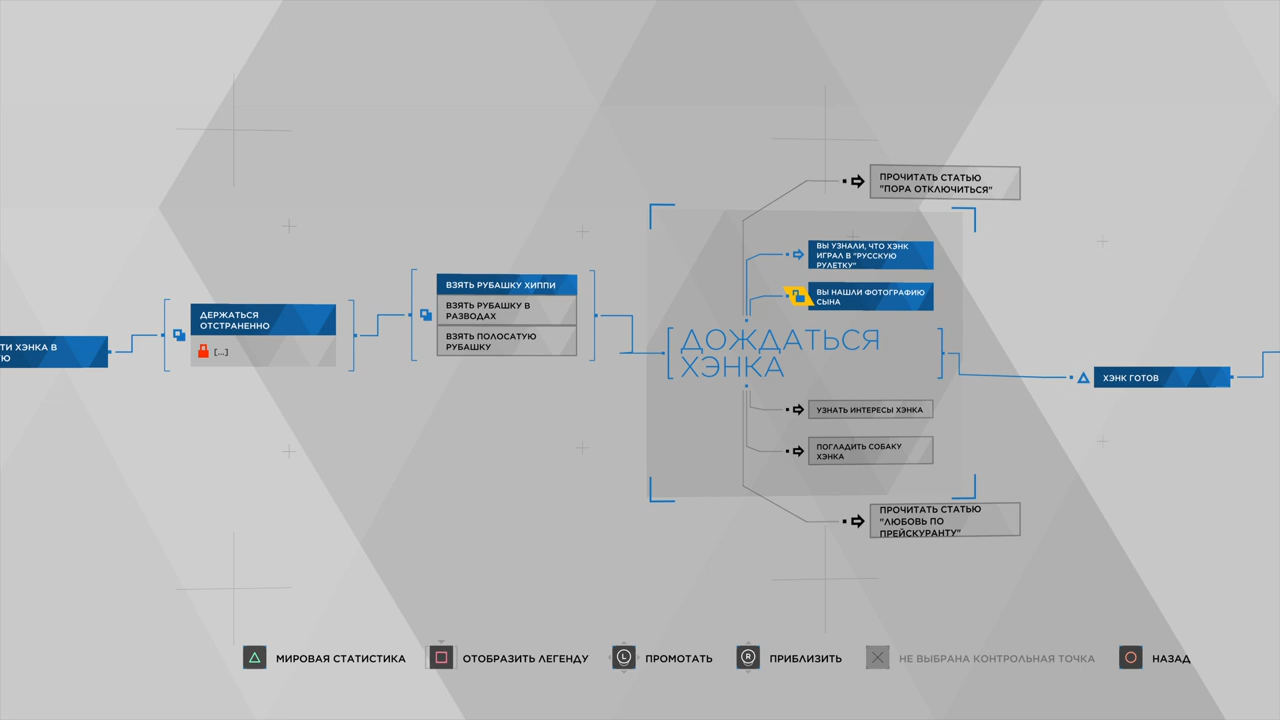 ТИ ХЭНКА В
Ю
ДЕРЖАТЬСЯ
ОТСТРАНЕННО
[...]
ВЗЯТЬ РУБАШКУ ХИППИ
ВЗЯТЬ РУБАШКУ В
РАЗВОДАХ
ВЗЯТЬ ПОЛОСАТУЮ
РУБАШКУ
ПРОЧИТАТЬ СТАТЬЮ
"ПОРА ОТКЛЮЧИТЬСЯ"
ВЫ УЗНАЛИ, ЧТО ХЭНК
ИГРАЛ В "РУССКУЮ
РУЛЕТКУ"
ВЫ НАШЛИ ФОТОГРАФИЮ
СЫНА
ДОЖДАТЬСЯ
ХЭНКА
УЗНАТЬ ИНТЕРЕСЫ ХЭНКА
ПОГЛАДИТЬ СОБАКУ
ХЭНКА
ПРОЧИТАТЬ СТАТЬЮ
"ЛЮБОВЬ ПО
ПРЕЙСКУРАНТУ"
ХЭНК ГОТОВ
МИРОВАЯ СТАТИСТИКА
ОТОБРАЗИТЬ ЛЕГЕНДУ
L
ПРОМОТАТЬ
R
ПРИБЛИЗИТЬ
НЕ ВЫБРАНА КОНТРОЛЬНАЯ ТОЧКА
НАЗАД